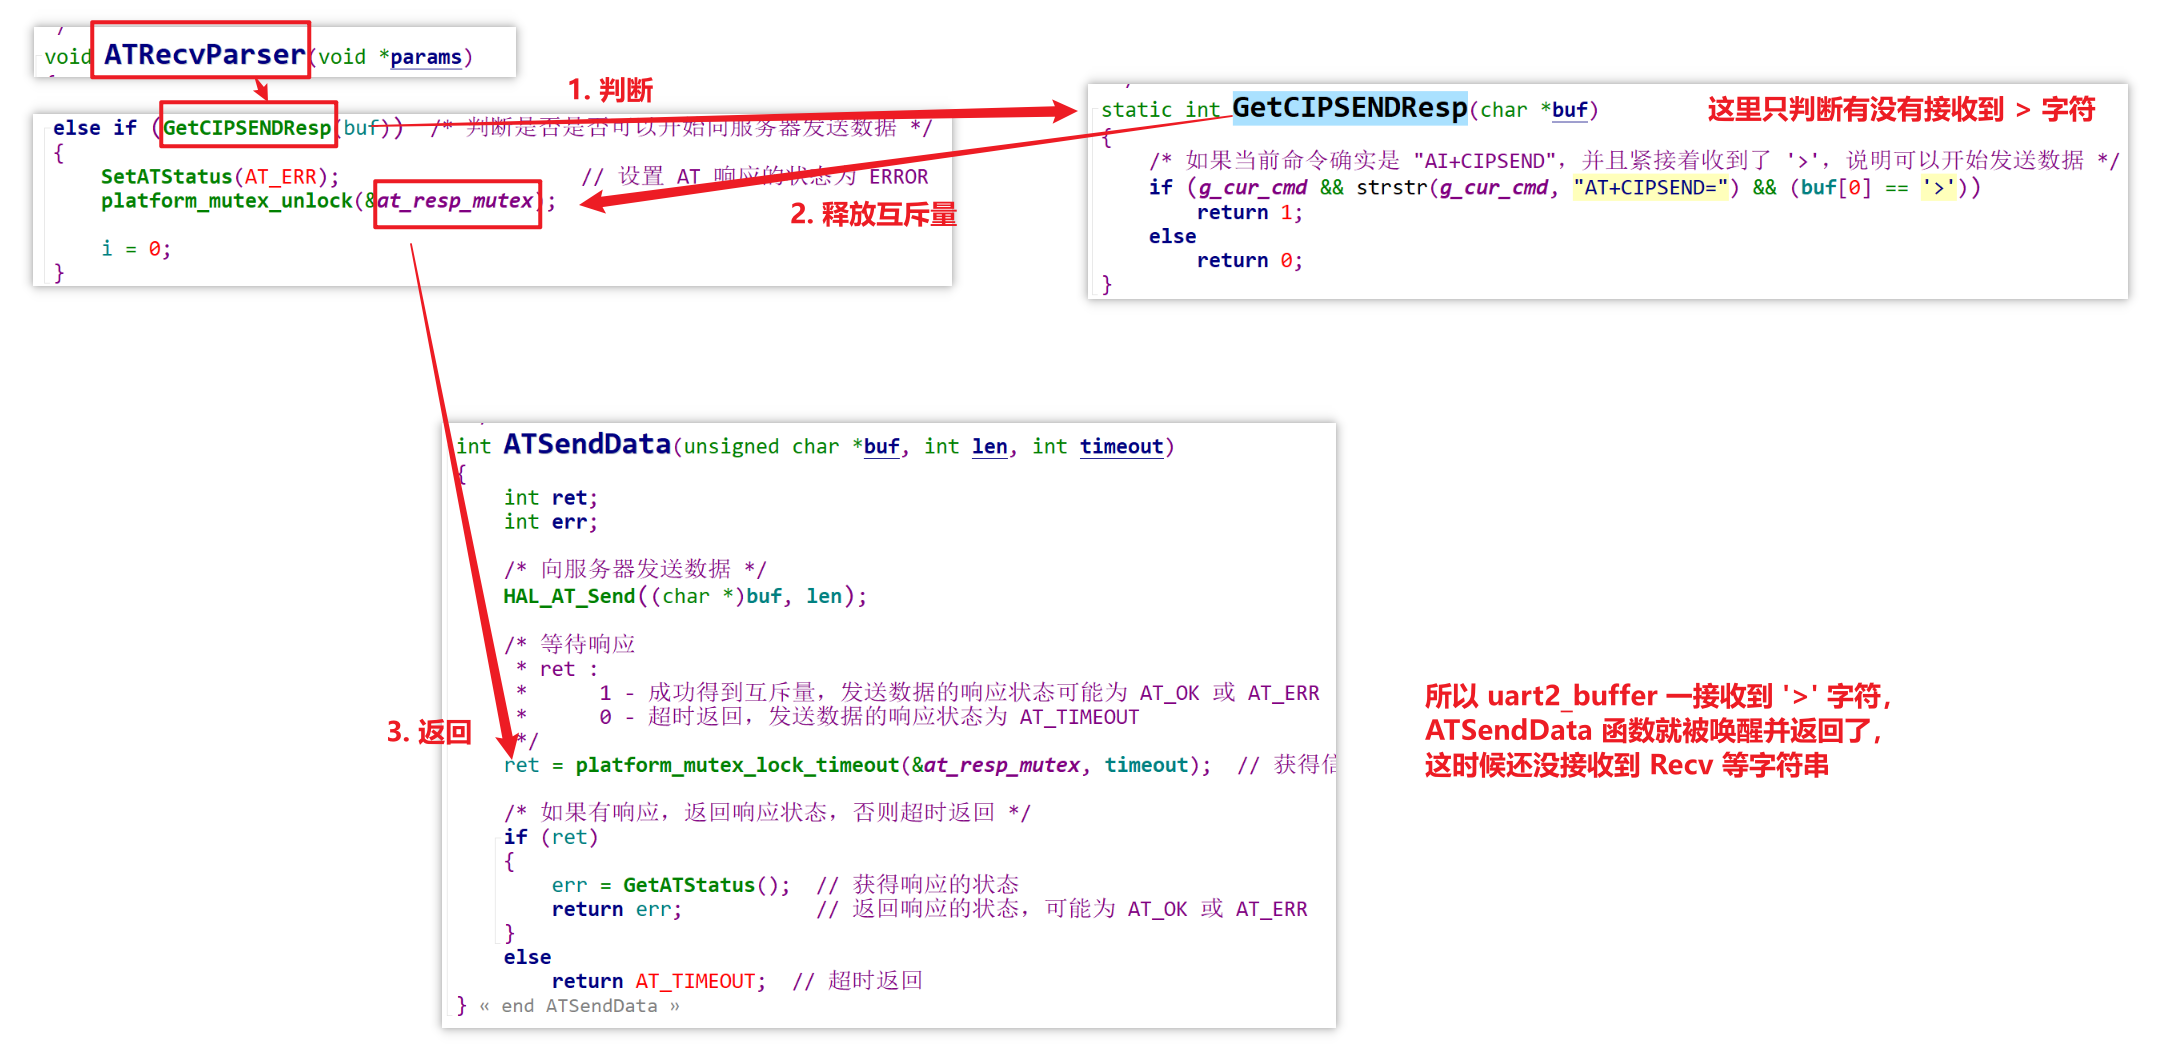 void ATRecvParser(void *params)
1. 判断
else if (GetCIPSENDResp(buf)) /* 判断是否是否可以开始向服务器发送数据 */
{
SetATStatus(AT_ERR); // 设置 AT 响应的状态为 ERROR
platform_mutex_unlock(&at_resp_mutex);
i = 0;
}
2. 释放互斥量
static int GetCIPSENDResp(char *buf)
这里只判断有没有接收到 > 字符
{
/* 如果当前命令确实是 "AI+CIPSEND", 并且紧接着收到了 '>', 说明可以开始发送数据 */
if (g_cur_cmd && strstr(g_cur_cmd, "AT+CIPSEND=") && (buf[0] == '>'))
return 1;
else
return 0;
}
int ATSendData(unsigned char *buf, int len, int timeout)
{
int ret;
int err;
/* 向服务器发送数据 */
HAL_AT_Send((char *)buf, len);
/* 等待响应
* ret :
* 1 - 成功得到互斥量, 发送数据的响应状态可能为 AT_OK 或 AT_ERR
* 0 - 超时返回, 发送数据的响应状态为 AT_TIMEOUT
*/
3. 返回
ret = platform_mutex_lock_timeout(&at_resp_mutex, timeout); // 获得
/* 如果有响应, 返回响应状态, 否则超时返回 */
if (ret)
{
err = GetATStatus(); // 获得响应的状态
return err; // 返回响应的状态, 可能为 AT_OK 或 AT_ERR
}
else
return AT_TIMEOUT; // 超时返回
} « end ATSendData »
所以 uart2_buffer 一接收到 '>' 字符,
ATSendData 函数就被唤醒并返回了,
这时候还没接收到 Recv 等字符串